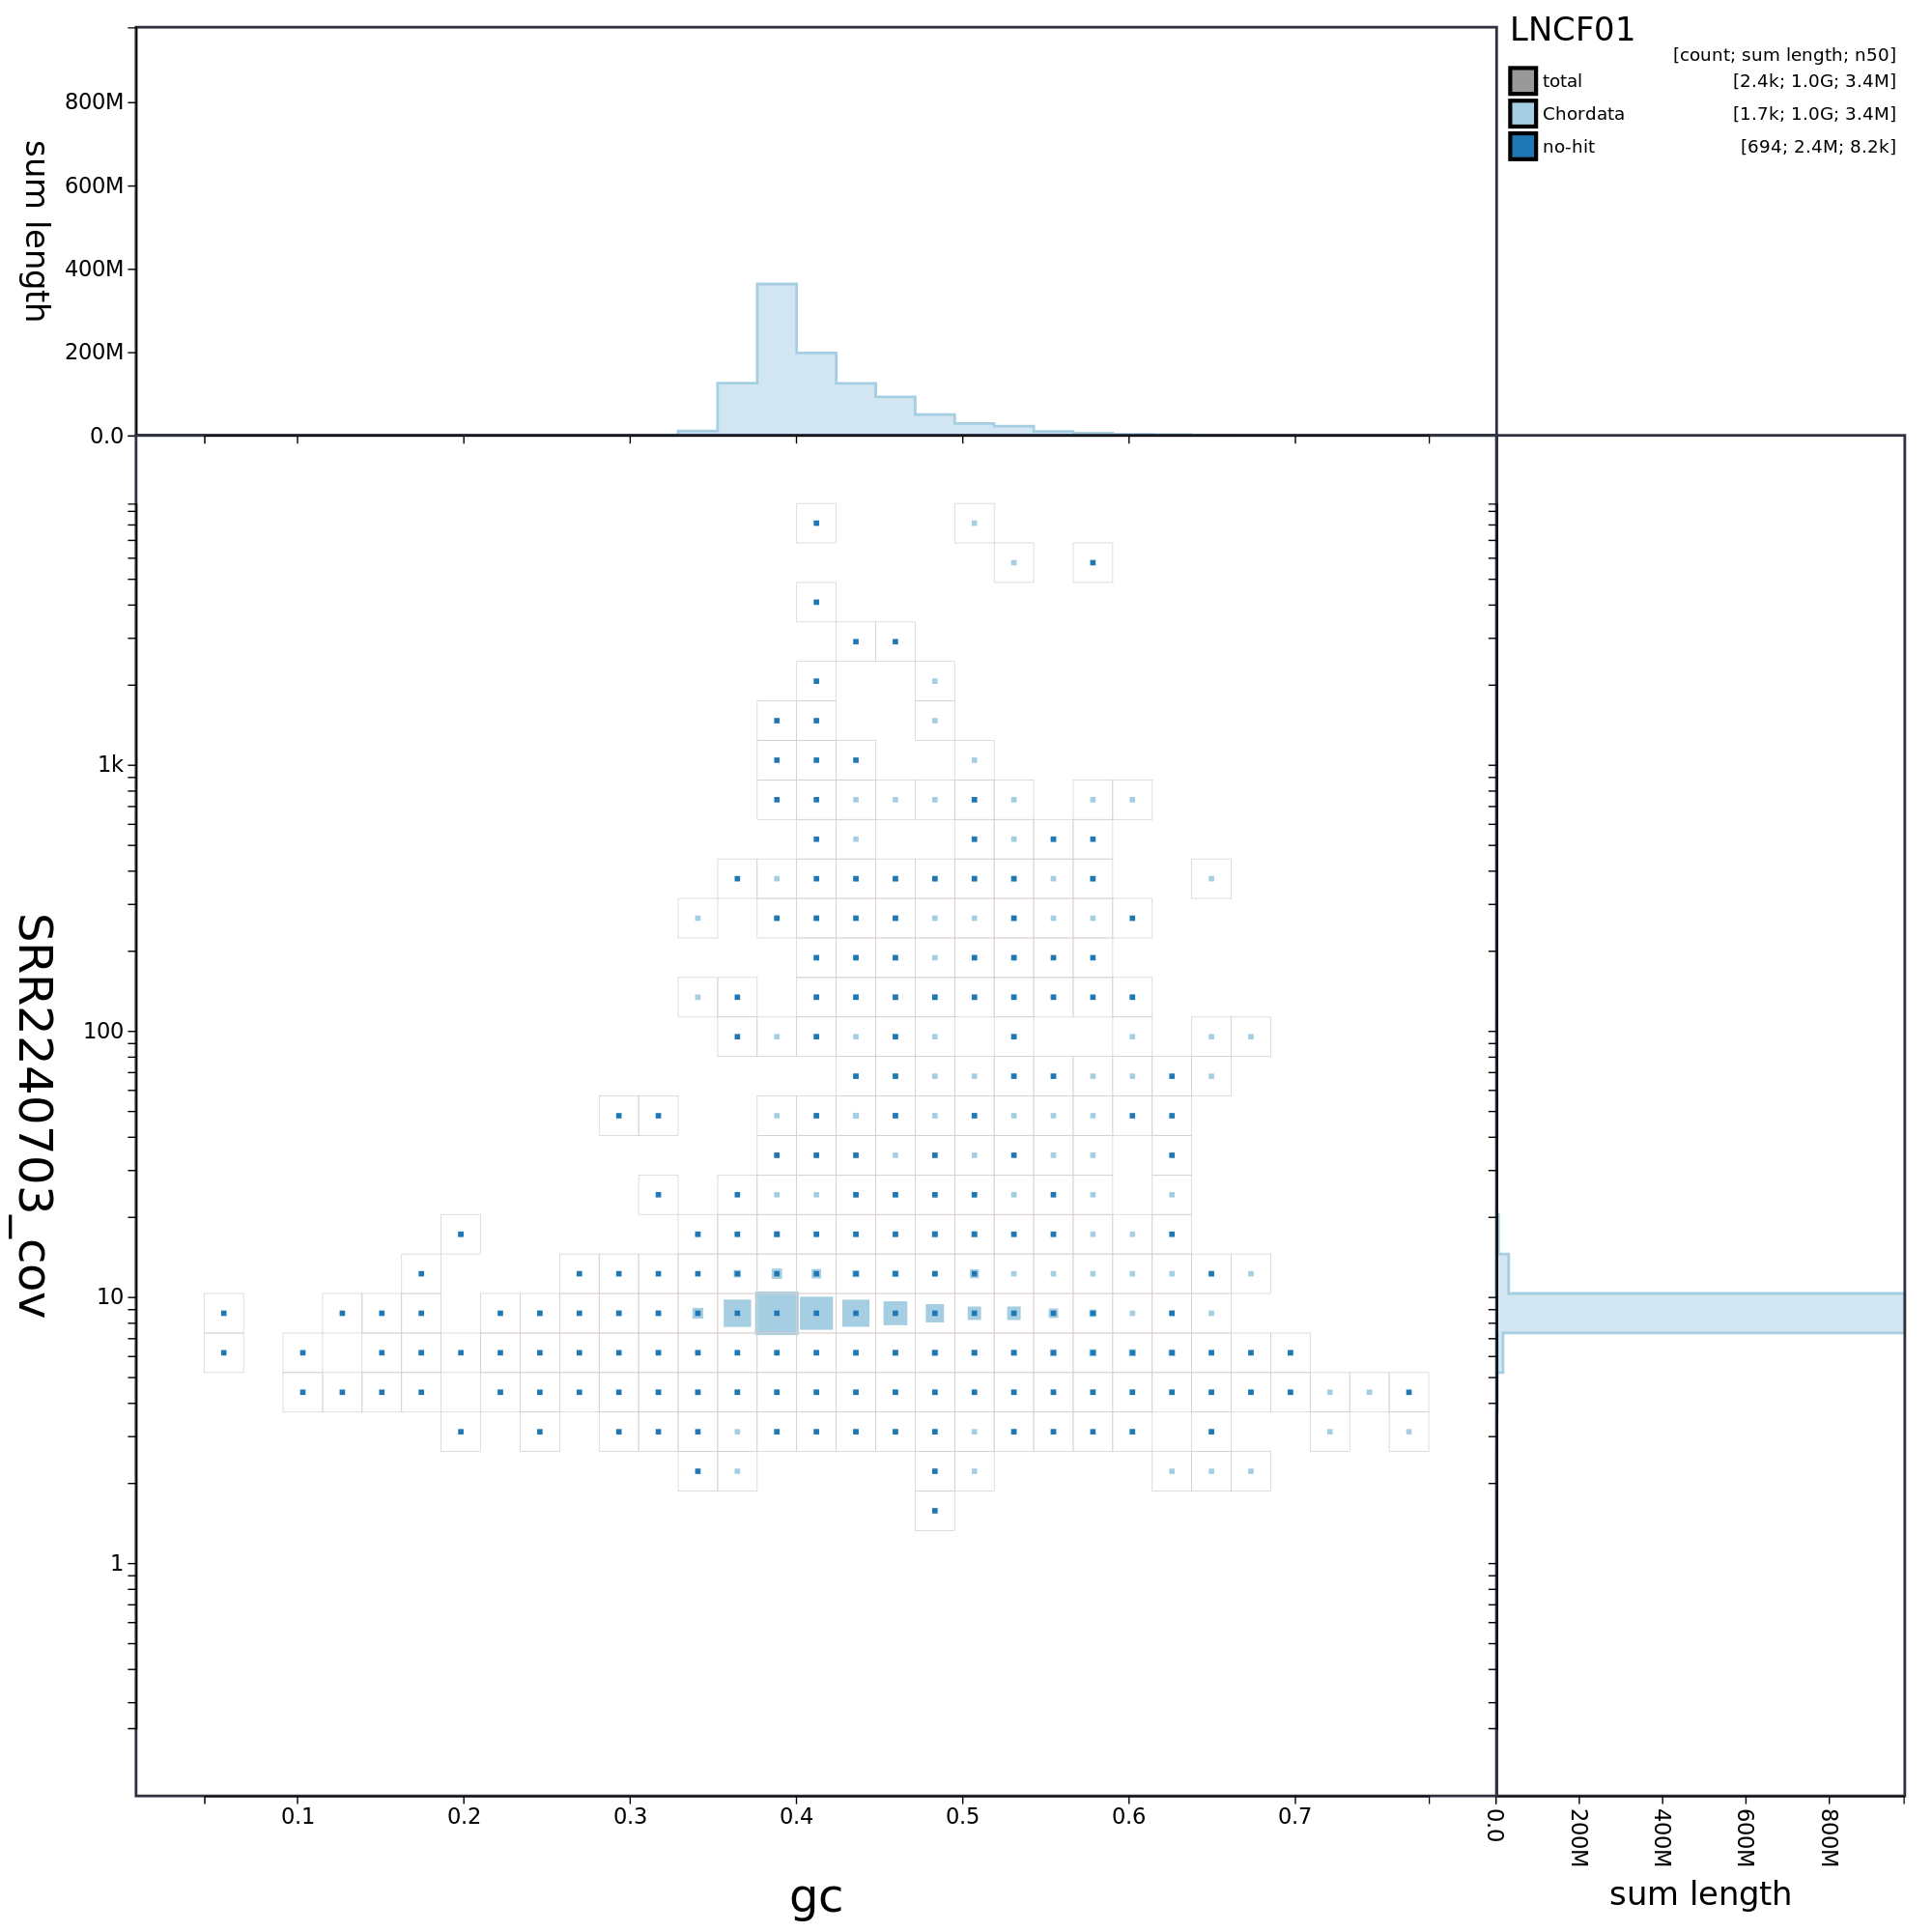 LNCF01
[count; sum length; n50]
total [2.4k; 1.0G; 3.4M]
Chordata [1.7k; 1.0G; 3.4M]
no-hit [694; 2.4M; 8.2k]
sum length
800M
600M
400M
200M
0.0
SRR2240703_cov
1k
100
10
1
0.1 0.2 0.3 0.4 0.5 0.6 0.7
gc
0.0 200M 400M 600M 800M
sum length